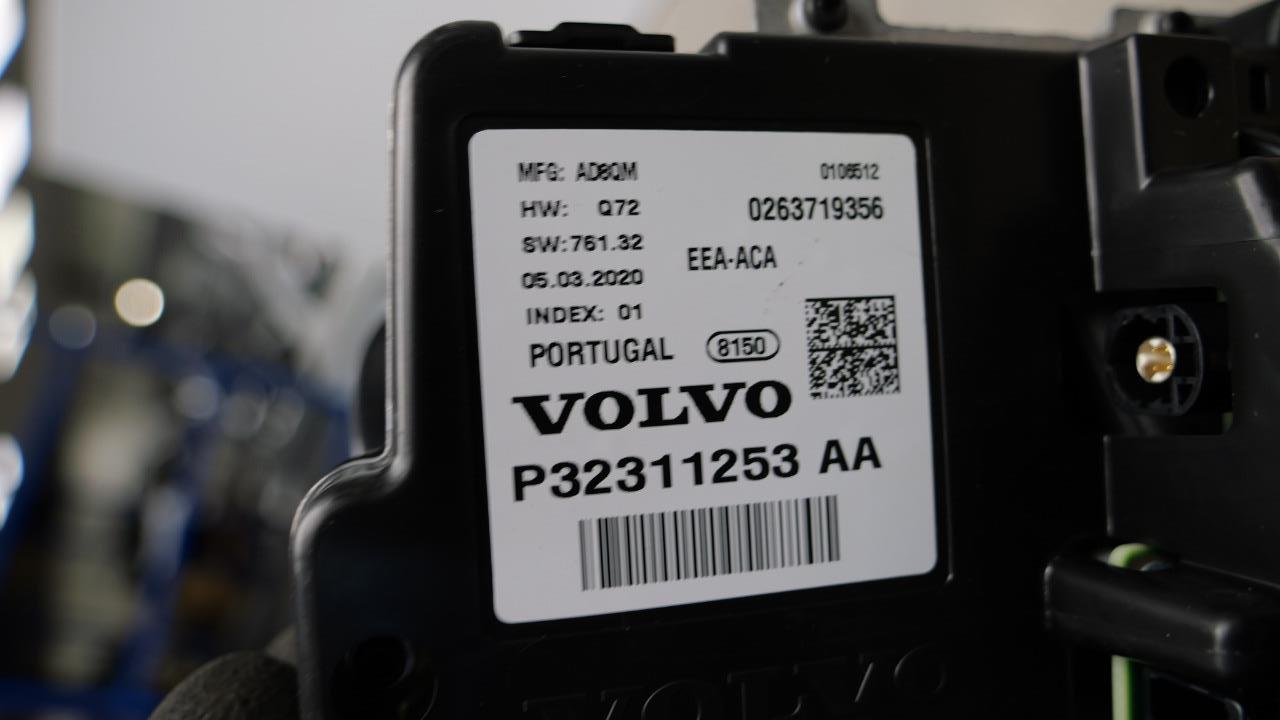 MFG: AD8QM 0106512
HW: Q72 0263719356
SW:761.32
EEA-ACA
05.03.2020
INDEX: 01
PORTUGAL 8150
VOLVO
P32311253 AA
VOLVO